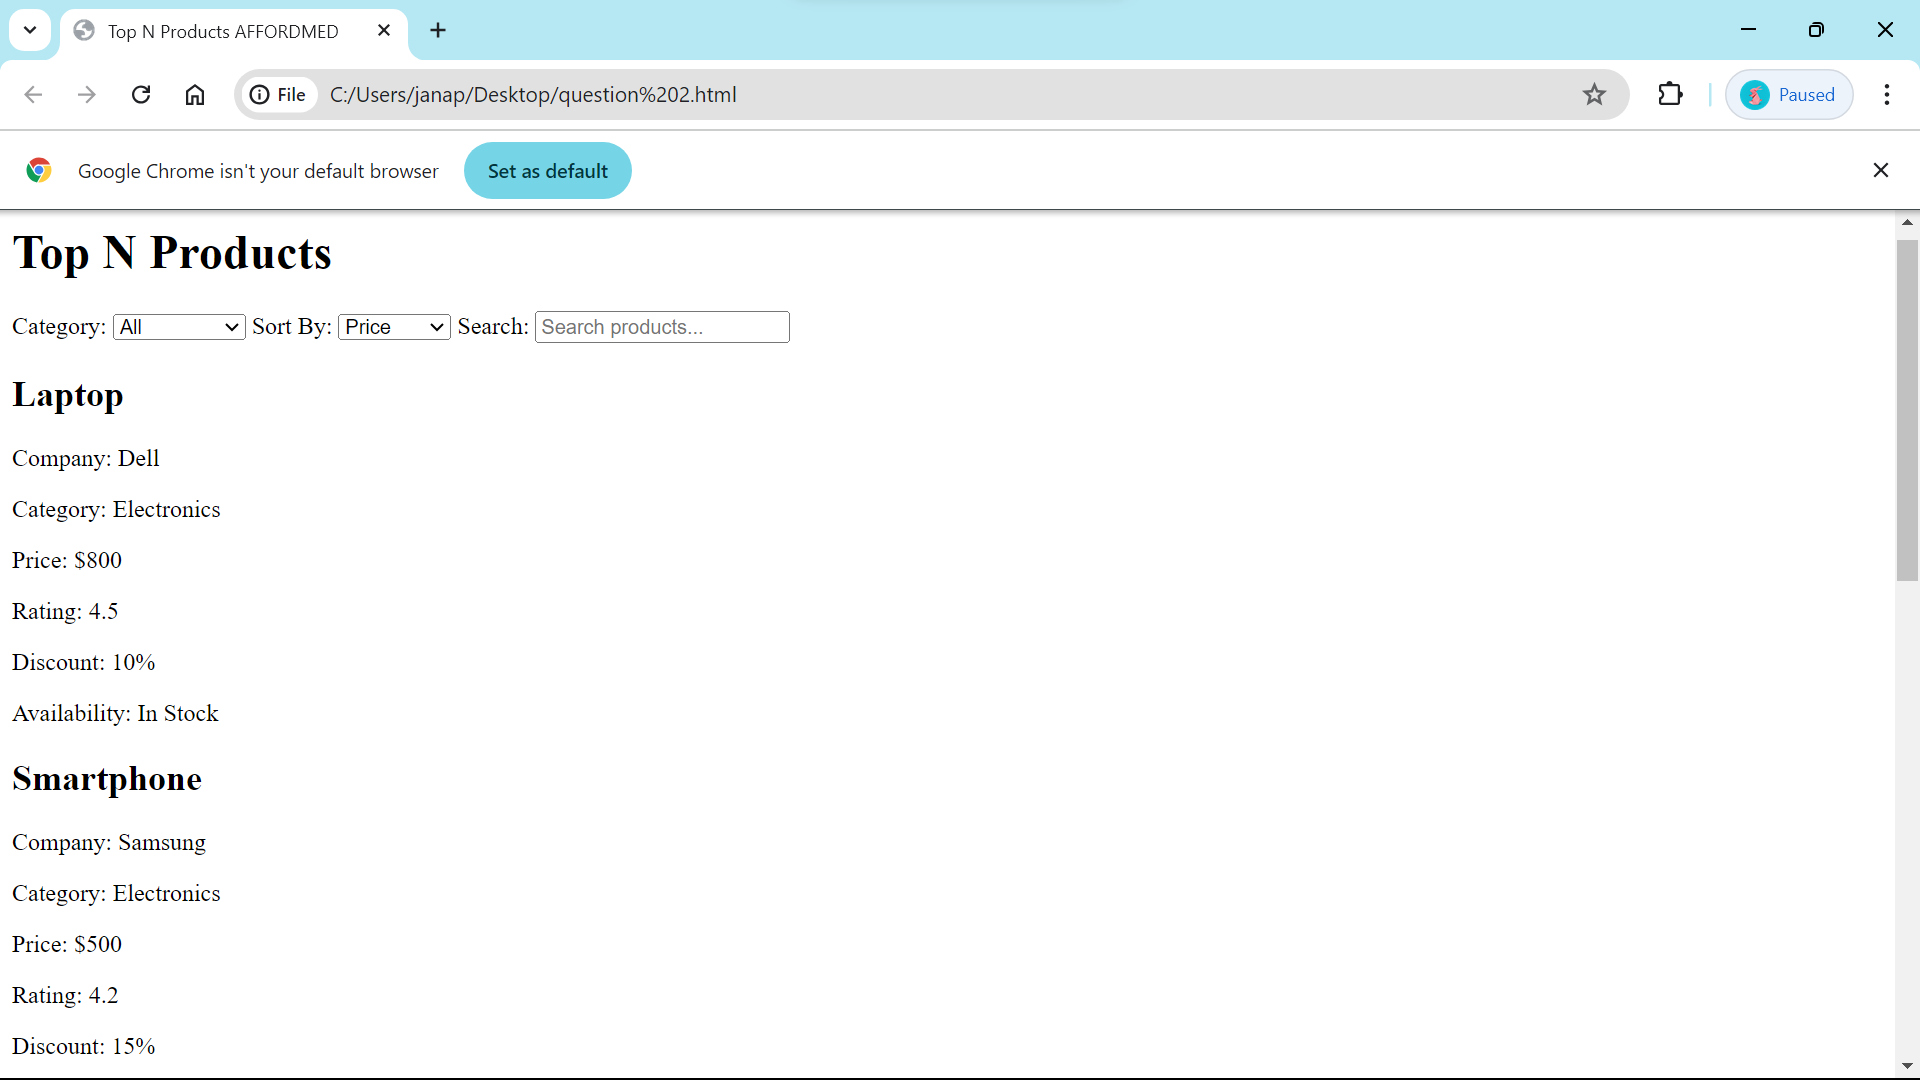 Top N Products AFFORDMED
File C:/Users/janap/Desktop/question%202.html Paused
Google Chrome isn't your default browser Set as default
Top N Products
Category: All Sort By: Price Search: Search products...
Laptop
Company: Dell
Category: Electronics
Price: $800
Rating: 4.5
Discount: 10%
Availability: In Stock
Smartphone
Company: Samsung
Category: Electronics
Price: $500
Rating: 4.2
Discount: 15%